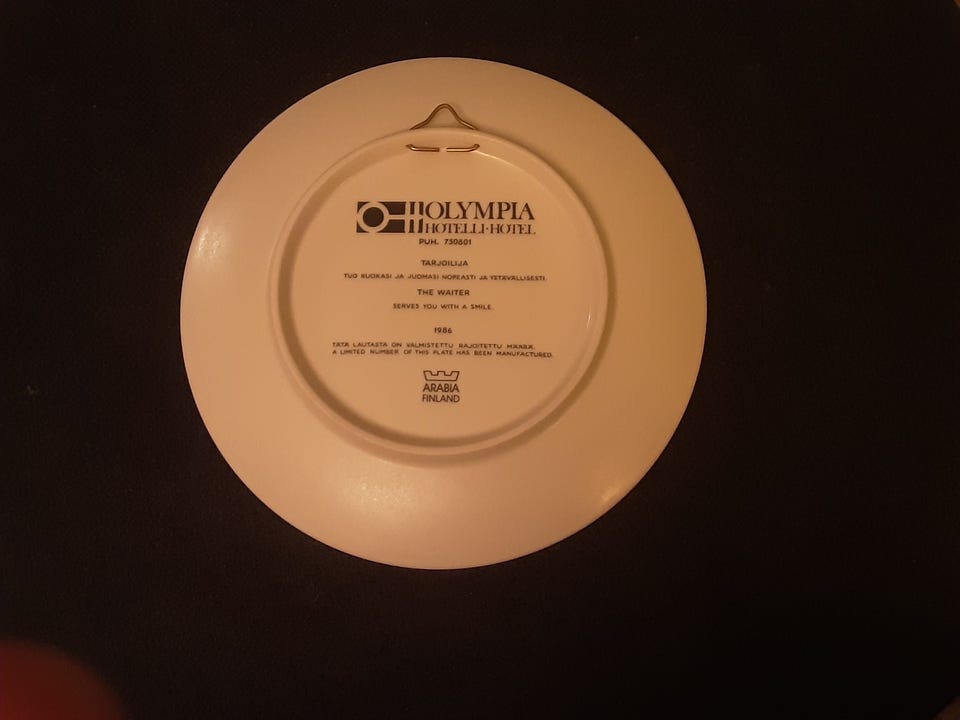 OLYMPIA
HOTELLI·HOTEL
PUH. 750801
TARJOILIJA
TUO RUOKASI JA JUOMASI NOPEASTI JA YSTÄVÄLLISESTI.
THE WAITER
SERVES YOU WITH A SMILE.
1986
TÄTÄ LAUTASTA ON VALMISTETTU RAJOITETTU MÄÄRÄ.
A LIMITED NUMBER OF THIS PLATE HAS BEEN MANUFACTURED.
ARABIA
FINLAND